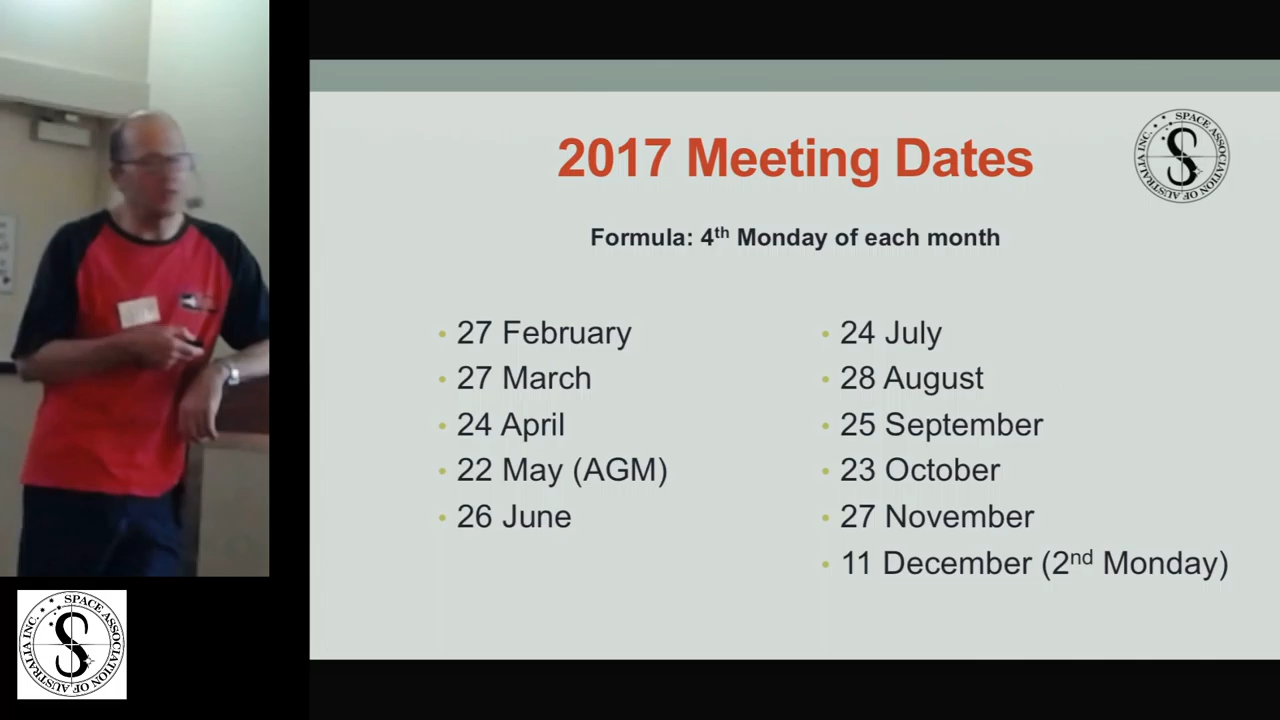 2017 Meeting Dates
SPACE ASSOCIATION OF AUSTRALIA INC.
Formula: 4th Monday of each month
• 27 February
• 27 March
• 24 April
• 22 May (AGM)
• 26 June
• 24 July
• 28 August
• 25 September
• 23 October
• 27 November
• 11 December (2nd Monday)
SPACE ASSOCIATION OF AUSTRALIA INC.